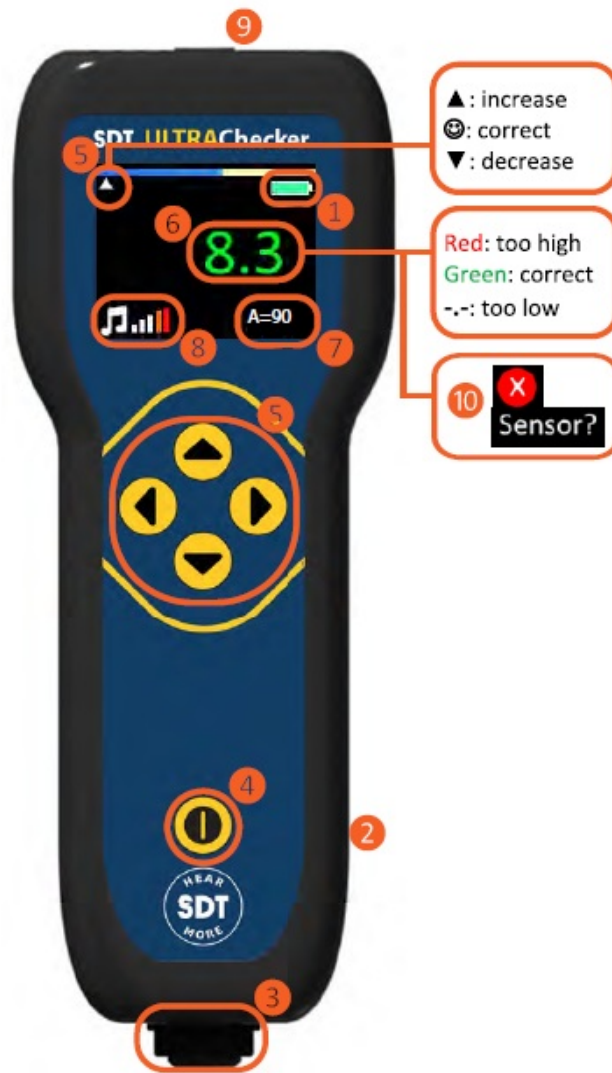 9
▲: increase
☺: correct
▼: decrease
SDT ULTRAChecker
5
1
6
8.3
Red: too high
Green: correct
-.-: too low
A=90
8
7
10
X
Sensor?
5
4
2
HEAR
SDT
MORE
3